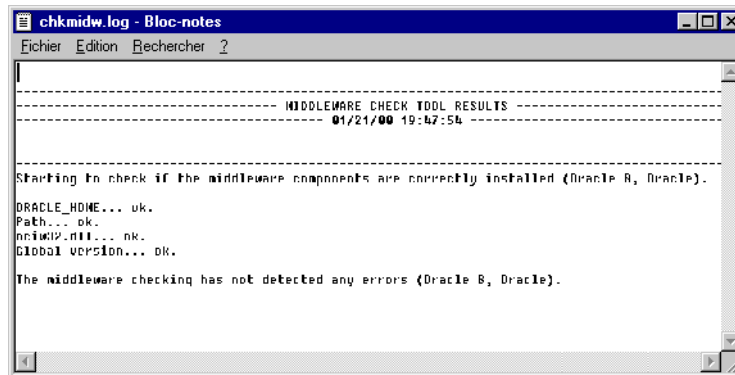 chkmidw.log - Bloc-notes
Fichier Edition Rechercher ?
--------------------------------- MIDDLEWARE CHECK TOOL RESULTS --------------------------
--------------------------------------- 01/21/00 19:47:54 --------------------------------
Starting to check if the middleware components are correctly installed (Oracle 8, Oracle).
ORACLE_HOME... ok.
Path... ok.
ociw32.dll... ok.
Global version... ok.
The middleware checking has not detected any errors (Oracle 8, Oracle).